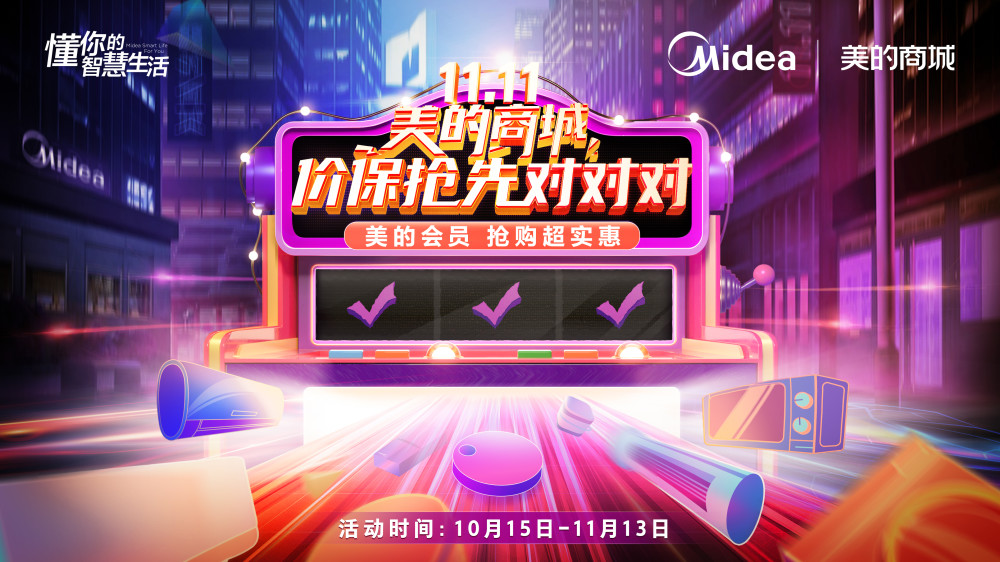 懂你的
智慧生活
Midea Smart Life
For You
Midea
美的商城
Midea
11.11
美的商城,
价保抢先对对对
美的会员 抢购超实惠
活动时间：10月15日-11月13日